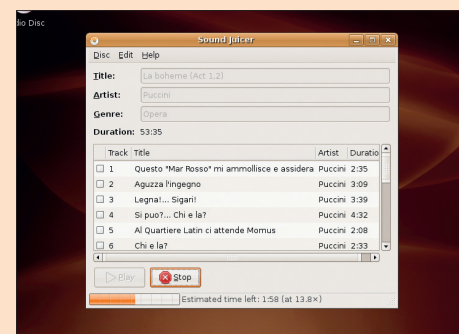 dio Disc
Sound Juicer
Disc Edit Help
Title: La boheme (Act 1,2)
Artist: Puccini
Genre: Opera
Duration: 53:35
Track Title Artist Duratio
1 Questo "Mar Rosso" mi ammollisce e assidera Puccini 2:35
2 Aguzza l'ingegno Puccini 3:09
3 Legna!... Sigari! Puccini 3:39
4 Si puo?... Chi e la? Puccini 4:32
5 Al Quartiere Latin ci attende Momus Puccini 2:08
6 Chi e la? Puccini 2:33
Play Stop
Estimated time left: 1:58 (at 13.8×)